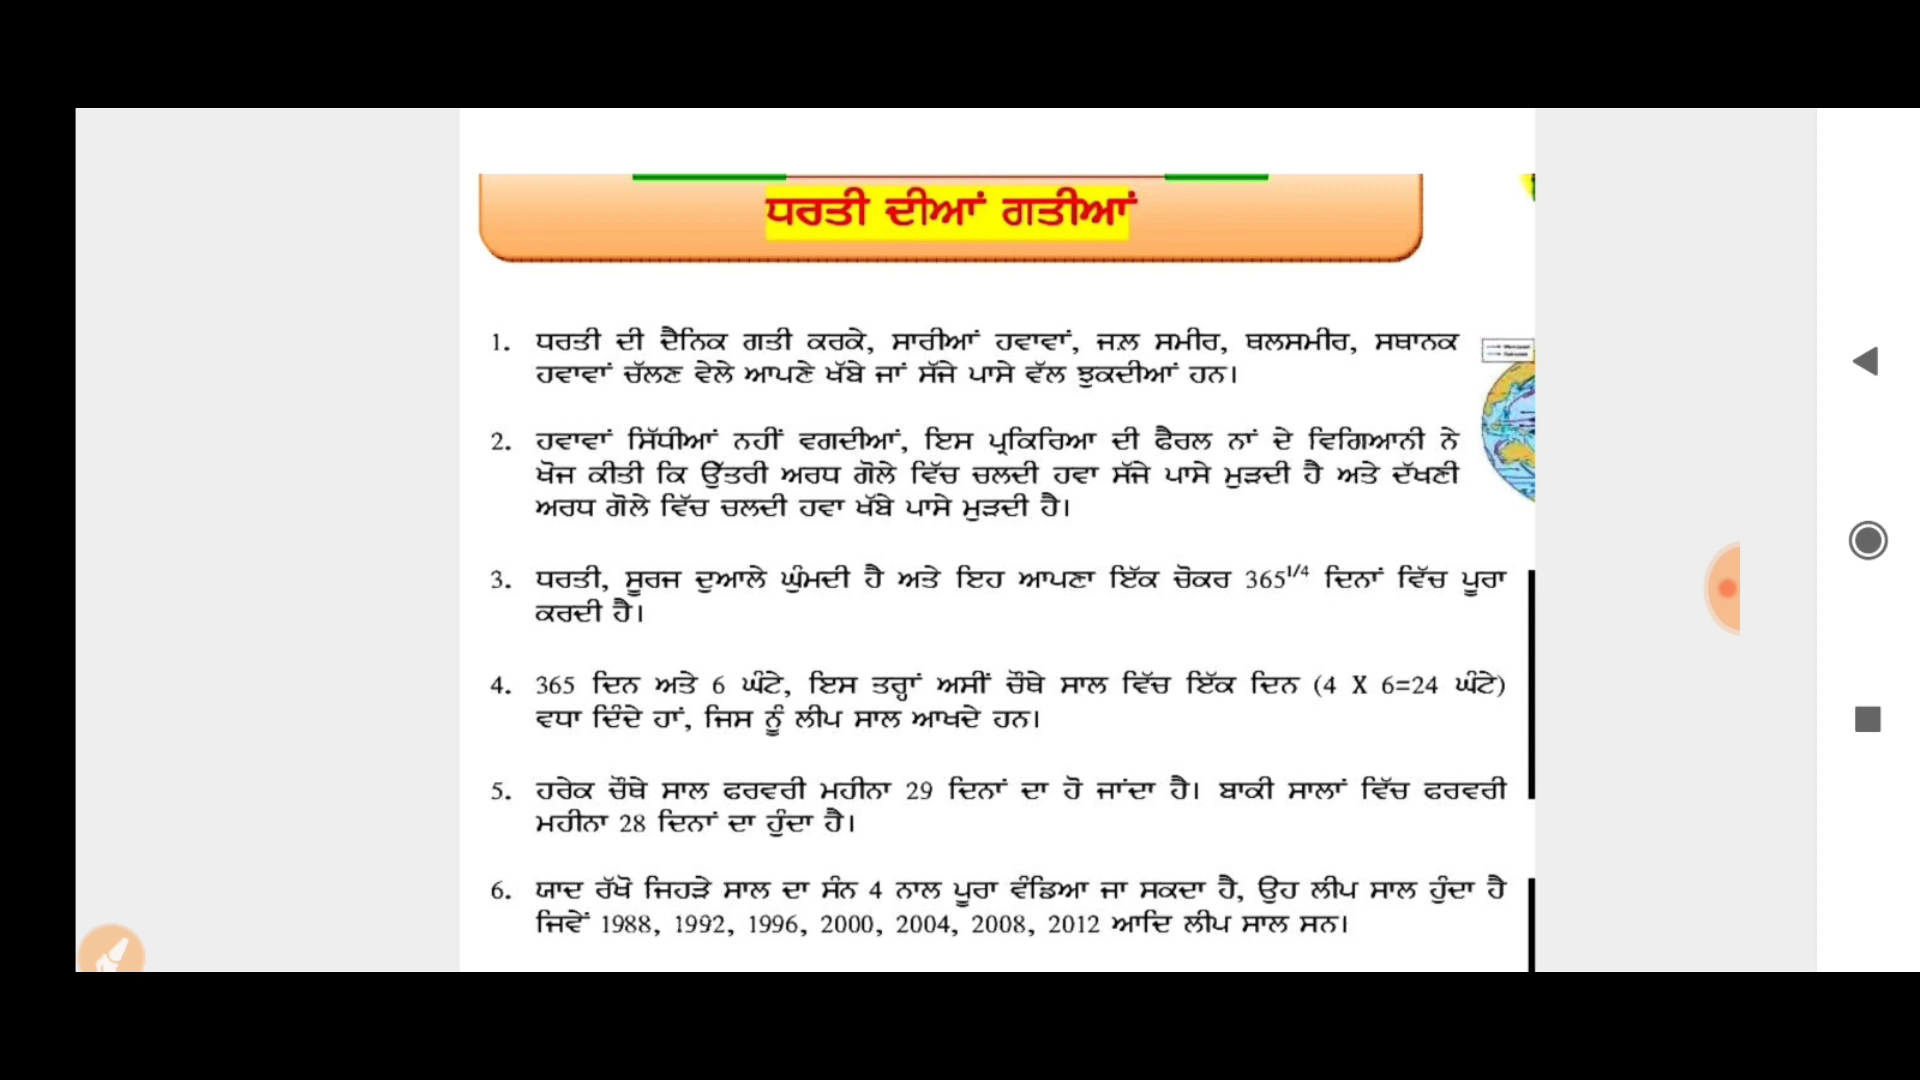 ਧਰਤੀ ਦੀਆਂ ਗਤੀਆਂ
1. ਧਰਤੀ ਦੀ ਦੈਨਿਕ ਗਤੀ ਕਰਕੇ, ਸਾਰੀਆਂ ਹਵਾਵਾਂ, ਜਲ ਸਮੀਰ, ਥਲਸਮੀਰ, ਸਥਾਨਕ
ਹਵਾਵਾਂ ਚੱਲਣ ਵੇਲੇ ਆਪਣੇ ਖੱਬੇ ਜਾਂ ਸੱਜੇ ਪਾਸੇ ਵੱਲ ਝੁਕਦੀਆਂ ਹਨ।
2. ਹਵਾਵਾਂ ਸਿੱਧੀਆਂ ਨਹੀਂ ਵਗਦੀਆਂ, ਇਸ ਪ੍ਰਕਿਰਿਆ ਦੀ ਫੈਰਲ ਨਾਂ ਦੇ ਵਿਗਿਆਨੀ ਨੇ
ਖੋਜ ਕੀਤੀ ਕਿ ਉੱਤਰੀ ਅਰਧ ਗੋਲੇ ਵਿੱਚ ਚਲਦੀ ਹਵਾ ਸੱਜੇ ਪਾਸੇ ਮੁੜਦੀ ਹੈ ਅਤੇ ਦੱਖਣੀ
ਅਰਧ ਗੋਲੇ ਵਿੱਚ ਚਲਦੀ ਹਵਾ ਖੱਬੇ ਪਾਸੇ ਮੁੜਦੀ ਹੈ।
3. ਧਰਤੀ, ਸੂਰਜ ਦੁਆਲੇ ਘੁੰਮਦੀ ਹੈ ਅਤੇ ਇਹ ਆਪਣਾ ਇੱਕ ਚੋਕਰ 365¹/⁴ ਦਿਨਾਂ ਵਿੱਚ ਪੂਰਾ
ਕਰਦੀ ਹੈ।
4. 365 ਦਿਨ ਅਤੇ 6 ਘੰਟੇ, ਇਸ ਤਰ੍ਹਾਂ ਅਸੀਂ ਚੌਥੇ ਸਾਲ ਵਿੱਚ ਇੱਕ ਦਿਨ (4 X 6=24 ਘੰਟੇ)
ਵਧਾ ਦਿੰਦੇ ਹਾਂ, ਜਿਸ ਨੂੰ ਲੀਪ ਸਾਲ ਆਖਦੇ ਹਨ।
5. ਹਰੇਕ ਚੌਥੇ ਸਾਲ ਫਰਵਰੀ ਮਹੀਨਾ 29 ਦਿਨਾਂ ਦਾ ਹੋ ਜਾਂਦਾ ਹੈ। ਬਾਕੀ ਸਾਲਾਂ ਵਿੱਚ ਫਰਵਰੀ
ਮਹੀਨਾ 28 ਦਿਨਾਂ ਦਾ ਹੁੰਦਾ ਹੈ।
6. ਯਾਦ ਰੱਖੋ ਜਿਹੜੇ ਸਾਲ ਦਾ ਸੰਨ 4 ਨਾਲ ਪੂਰਾ ਵੰਡਿਆ ਜਾ ਸਕਦਾ ਹੈ, ਉਹ ਲੀਪ ਸਾਲ ਹੁੰਦਾ ਹੈ
ਜਿਵੇਂ 1988, 1992, 1996, 2000, 2004, 2008, 2012 ਆਦਿ ਲੀਪ ਸਾਲ ਸਨ।